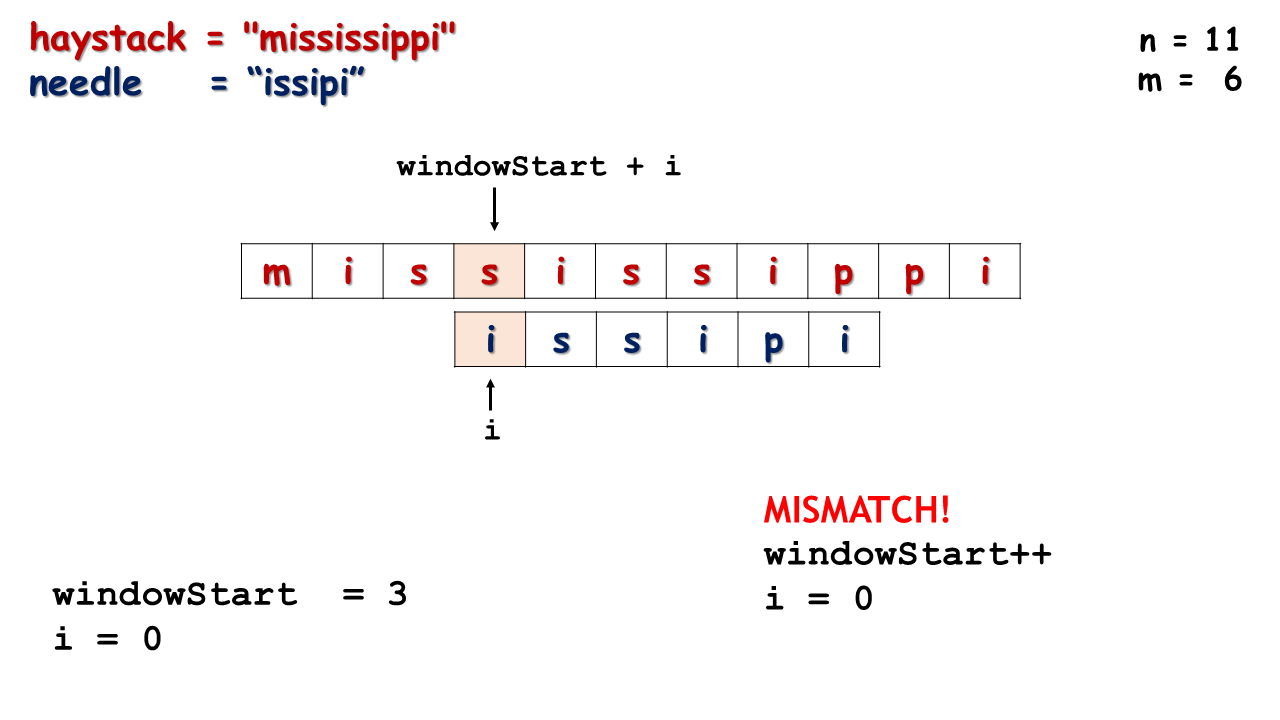 haystack = "mississippi"
needle = “issipi”
n = 11
m = 6
windowStart + i
m i s s i s s i p p i
i s s i p i
i
MISMATCH!
windowStart++
i = 0
windowStart = 3
i = 0